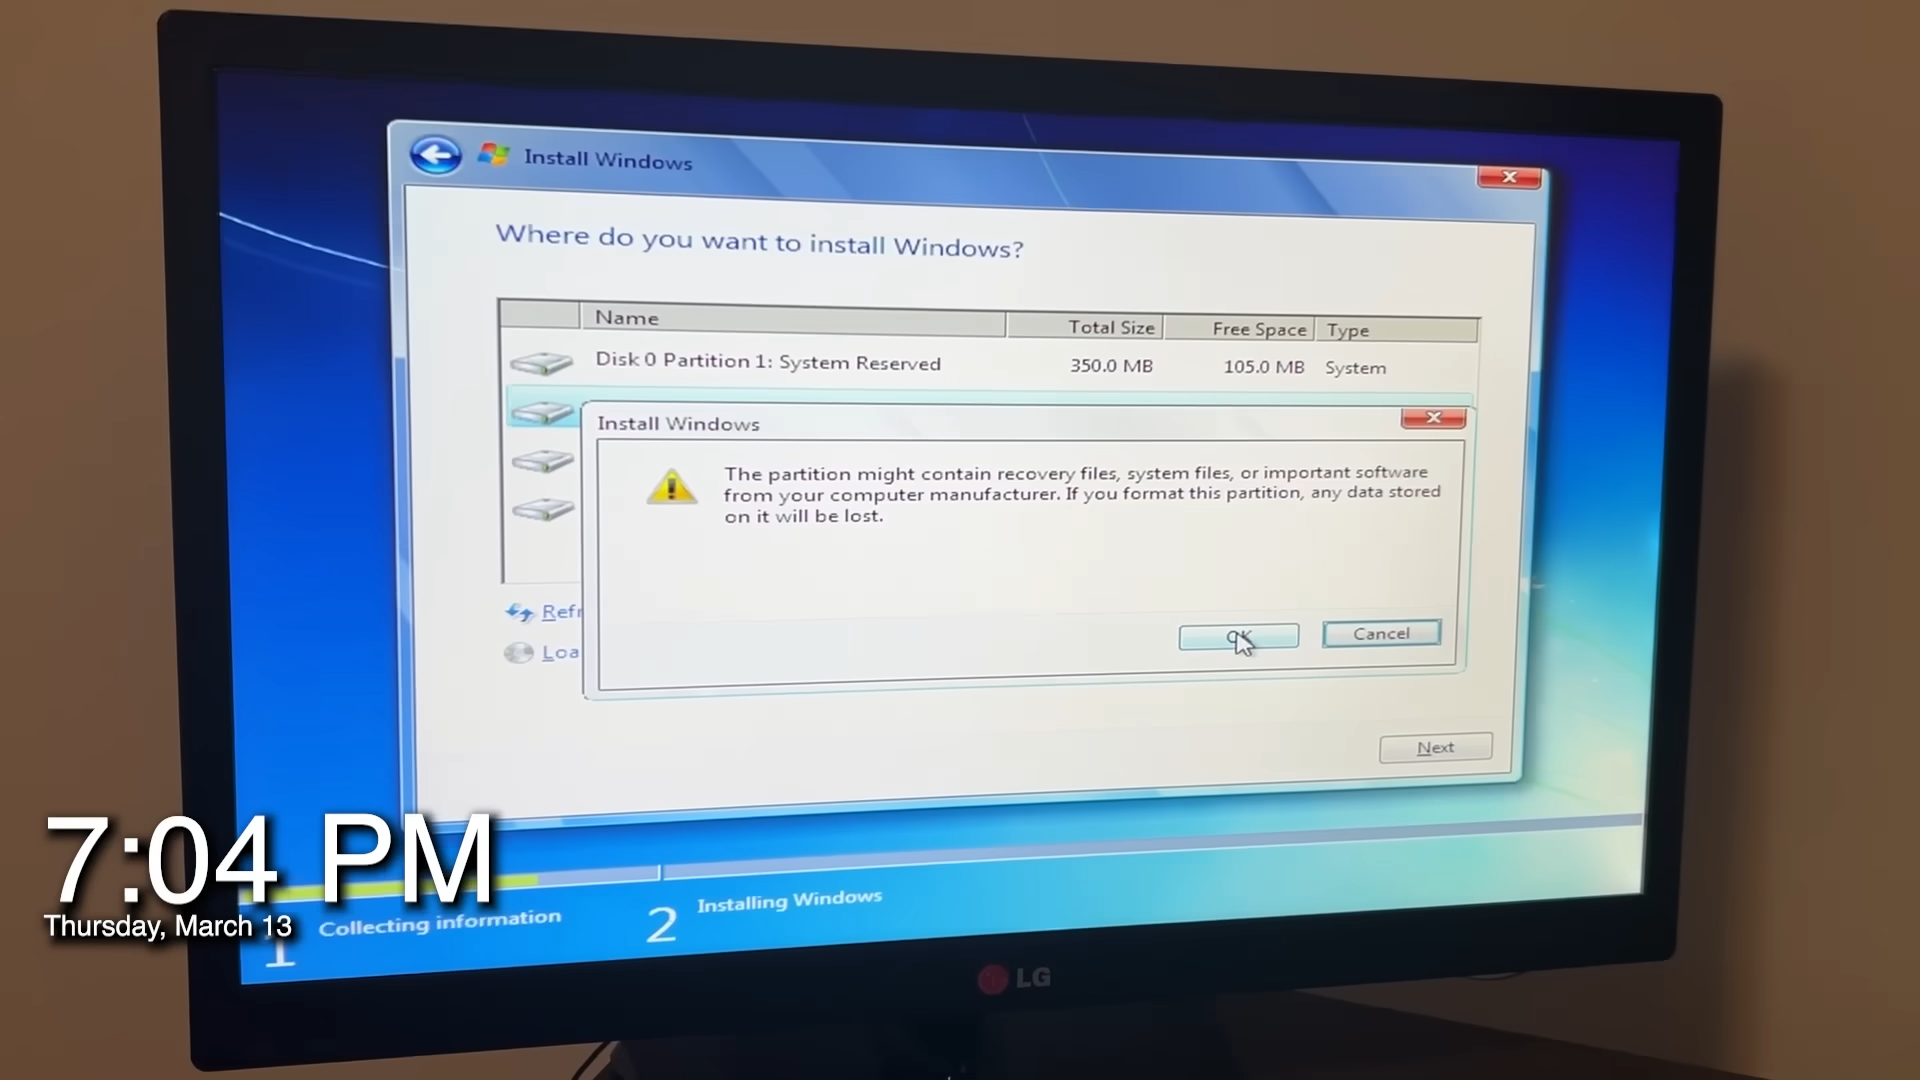 Install Windows
Where do you want to install Windows?
Name Total Size Free Space Type
Disk 0 Partition 1: System Reserved 350.0 MB 105.0 MB System
Install Windows
The partition might contain recovery files, system files, or important software
from your computer manufacturer. If you format this partition, any data stored
on it will be lost.
OK Cancel
Refr
Loa
Next
7:04 PM
Thursday, March 13
1 Collecting information
2 Installing Windows
LG